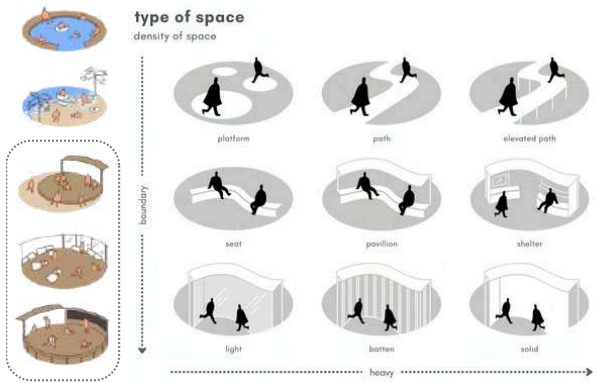 type of space
density of space
platform
path
elevated path
boundary
seat
pavillion
shelter
light
batten
solid
heavy